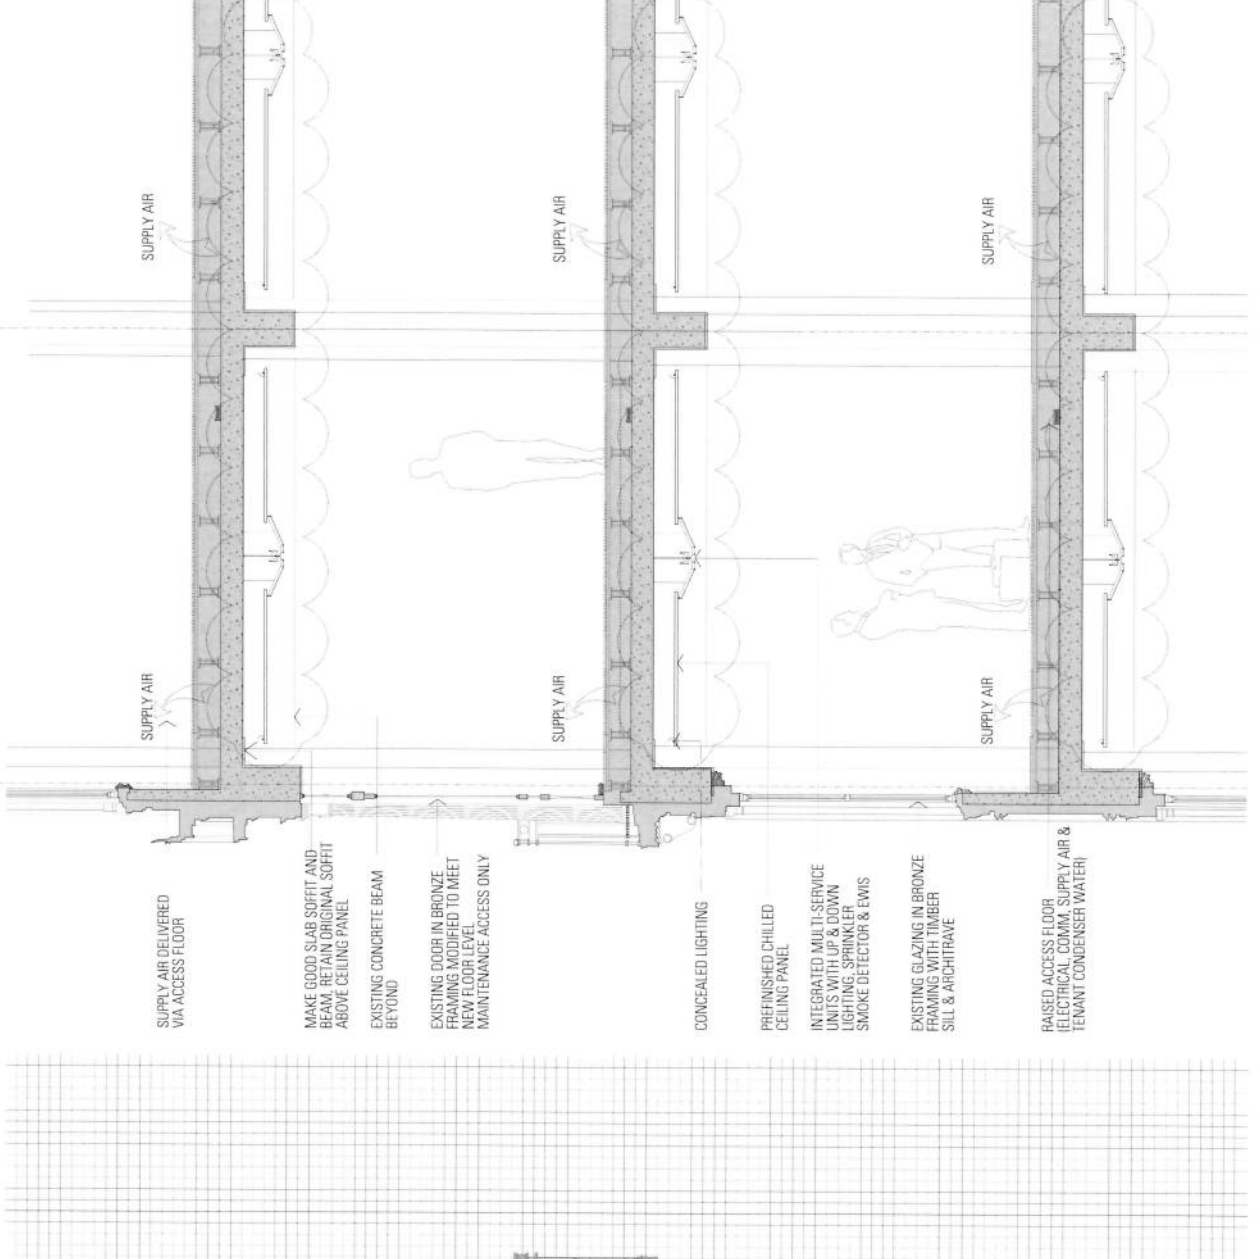 SUPPLY AIR
SUPPLY AIR
SUPPLY AIR
SUPPLY AIR
SUPPLY AIR
SUPPLY AIR
SUPPLY AIR DELIVERED
VIA ACCESS FLOOR
MAKE GOOD SLAB SOFFIT AND
BEAM, RETAIN ORIGINAL SOFFIT
ABOVE CEILING PANEL
EXISTING CONCRETE BEAM
BEYOND
EXISTING DOOR IN BRONZE
FRAMING MODIFIED TO MEET
NEW FLOOR LEVEL
MAINTENANCE ACCESS ONLY
CONCEALED LIGHTING
PREFINISHED CHILLED
CEILING PANEL
INTEGRATED MULTI-SERVICE
UNITS WITH UP & DOWN
LIGHTING, SPRINKLER
SMOKE DETECTOR & EWIS
EXISTING GLAZING IN BRONZE
FRAMING WITH TIMBER
SILL & ARCHITRAVE
RAISED ACCESS FLOOR
(ELECTRICAL, COMM, SUPPLY AIR &
TENANT CONDENSER WATER)